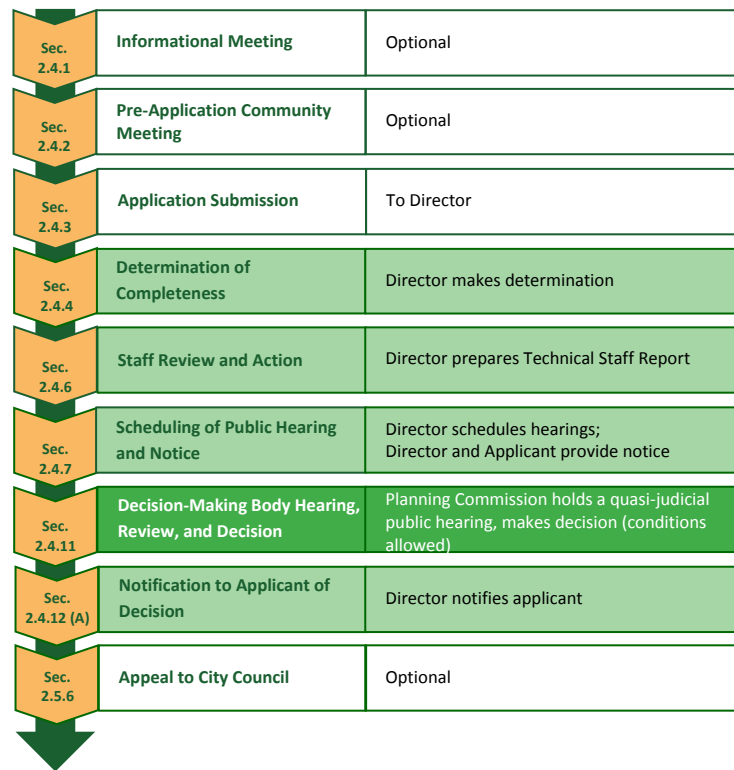 Sec.
2.4.1
Informational Meeting
Optional
Sec.
2.4.2
Pre-Application Community
Meeting
Optional
Sec.
2.4.3
Application Submission
To Director
Sec.
2.4.4
Determination of
Completeness
Director makes determination
Sec.
2.4.6
Staff Review and Action
Director prepares Technical Staff Report
Sec.
2.4.7
Scheduling of Public Hearing
and Notice
Director schedules hearings;
Director and Applicant provide notice
Sec.
2.4.11
Decision-Making Body Hearing,
Review, and Decision
Planning Commission holds a quasi-judicial
public hearing, makes decision (conditions
allowed)
Sec.
2.4.12 (A)
Notification to Applicant of
Decision
Director notifies applicant
Sec.
2.5.6
Appeal to City Council
Optional